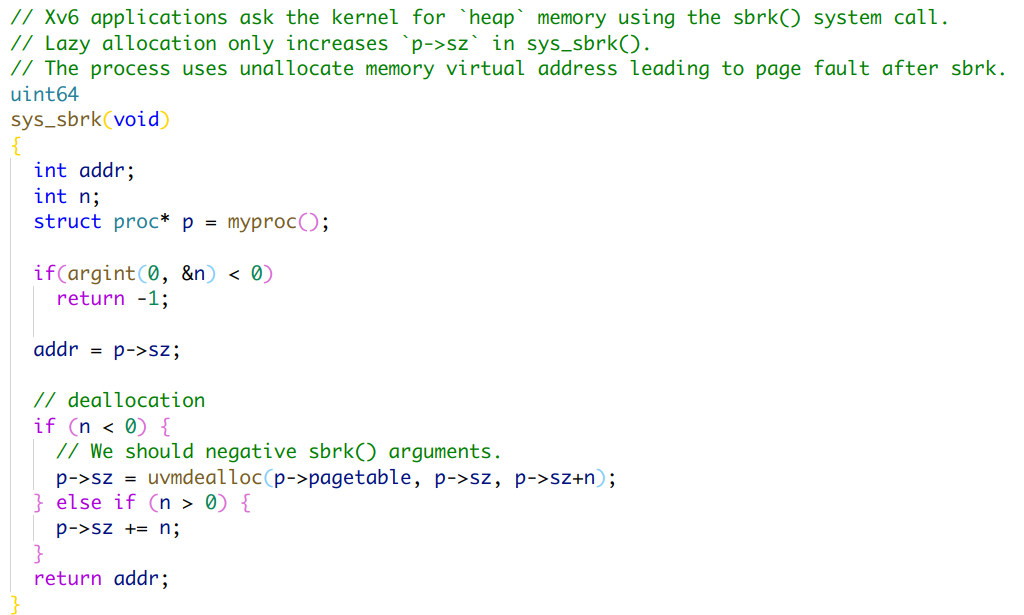 // Xv6 applications ask the kernel for `heap` memory using the sbrk() system call.
// Lazy allocation only increases `p->sz` in sys_sbrk().
// The process uses unallocate memory virtual address leading to page fault after sbrk.
uint64
sys_sbrk(void)
{
  int addr;
  int n;
  struct proc* p = myproc();

  if(argint(0, &n) < 0)
    return -1;

  addr = p->sz;

  // deallocation
  if (n < 0) {
    // We should negative sbrk() arguments.
    p->sz = uvmdealloc(p->pagetable, p->sz, p->sz+n);
  } else if (n > 0) {
    p->sz += n;
  }
  return addr;
}